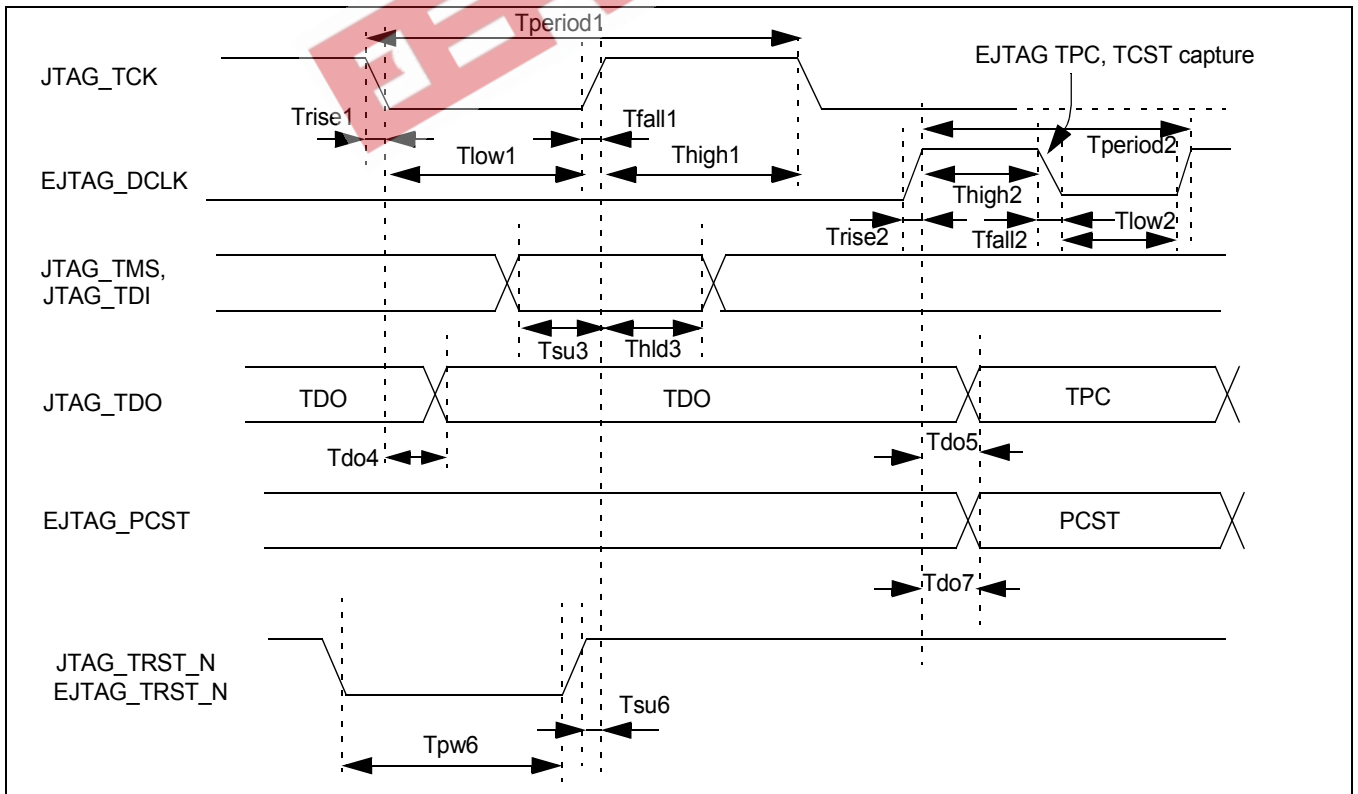 Tperiod1
EJTAG TPC, TCST capture
JTAG_TCK
Trise1
Tfall1
Tperiod2
Tlow1
Thigh1
EJTAG_DCLK
Thigh2
Tlow2
Trise2
Tfall2
JTAG_TMS,
JTAG_TDI
Tsu3
Thld3
JTAG_TDO
TDO
TDO
TPC
Tdo4
Tdo5
EJTAG_PCST
PCST
Tdo7
JTAG_TRST_N
EJTAG_TRST_N
Tsu6
Tpw6